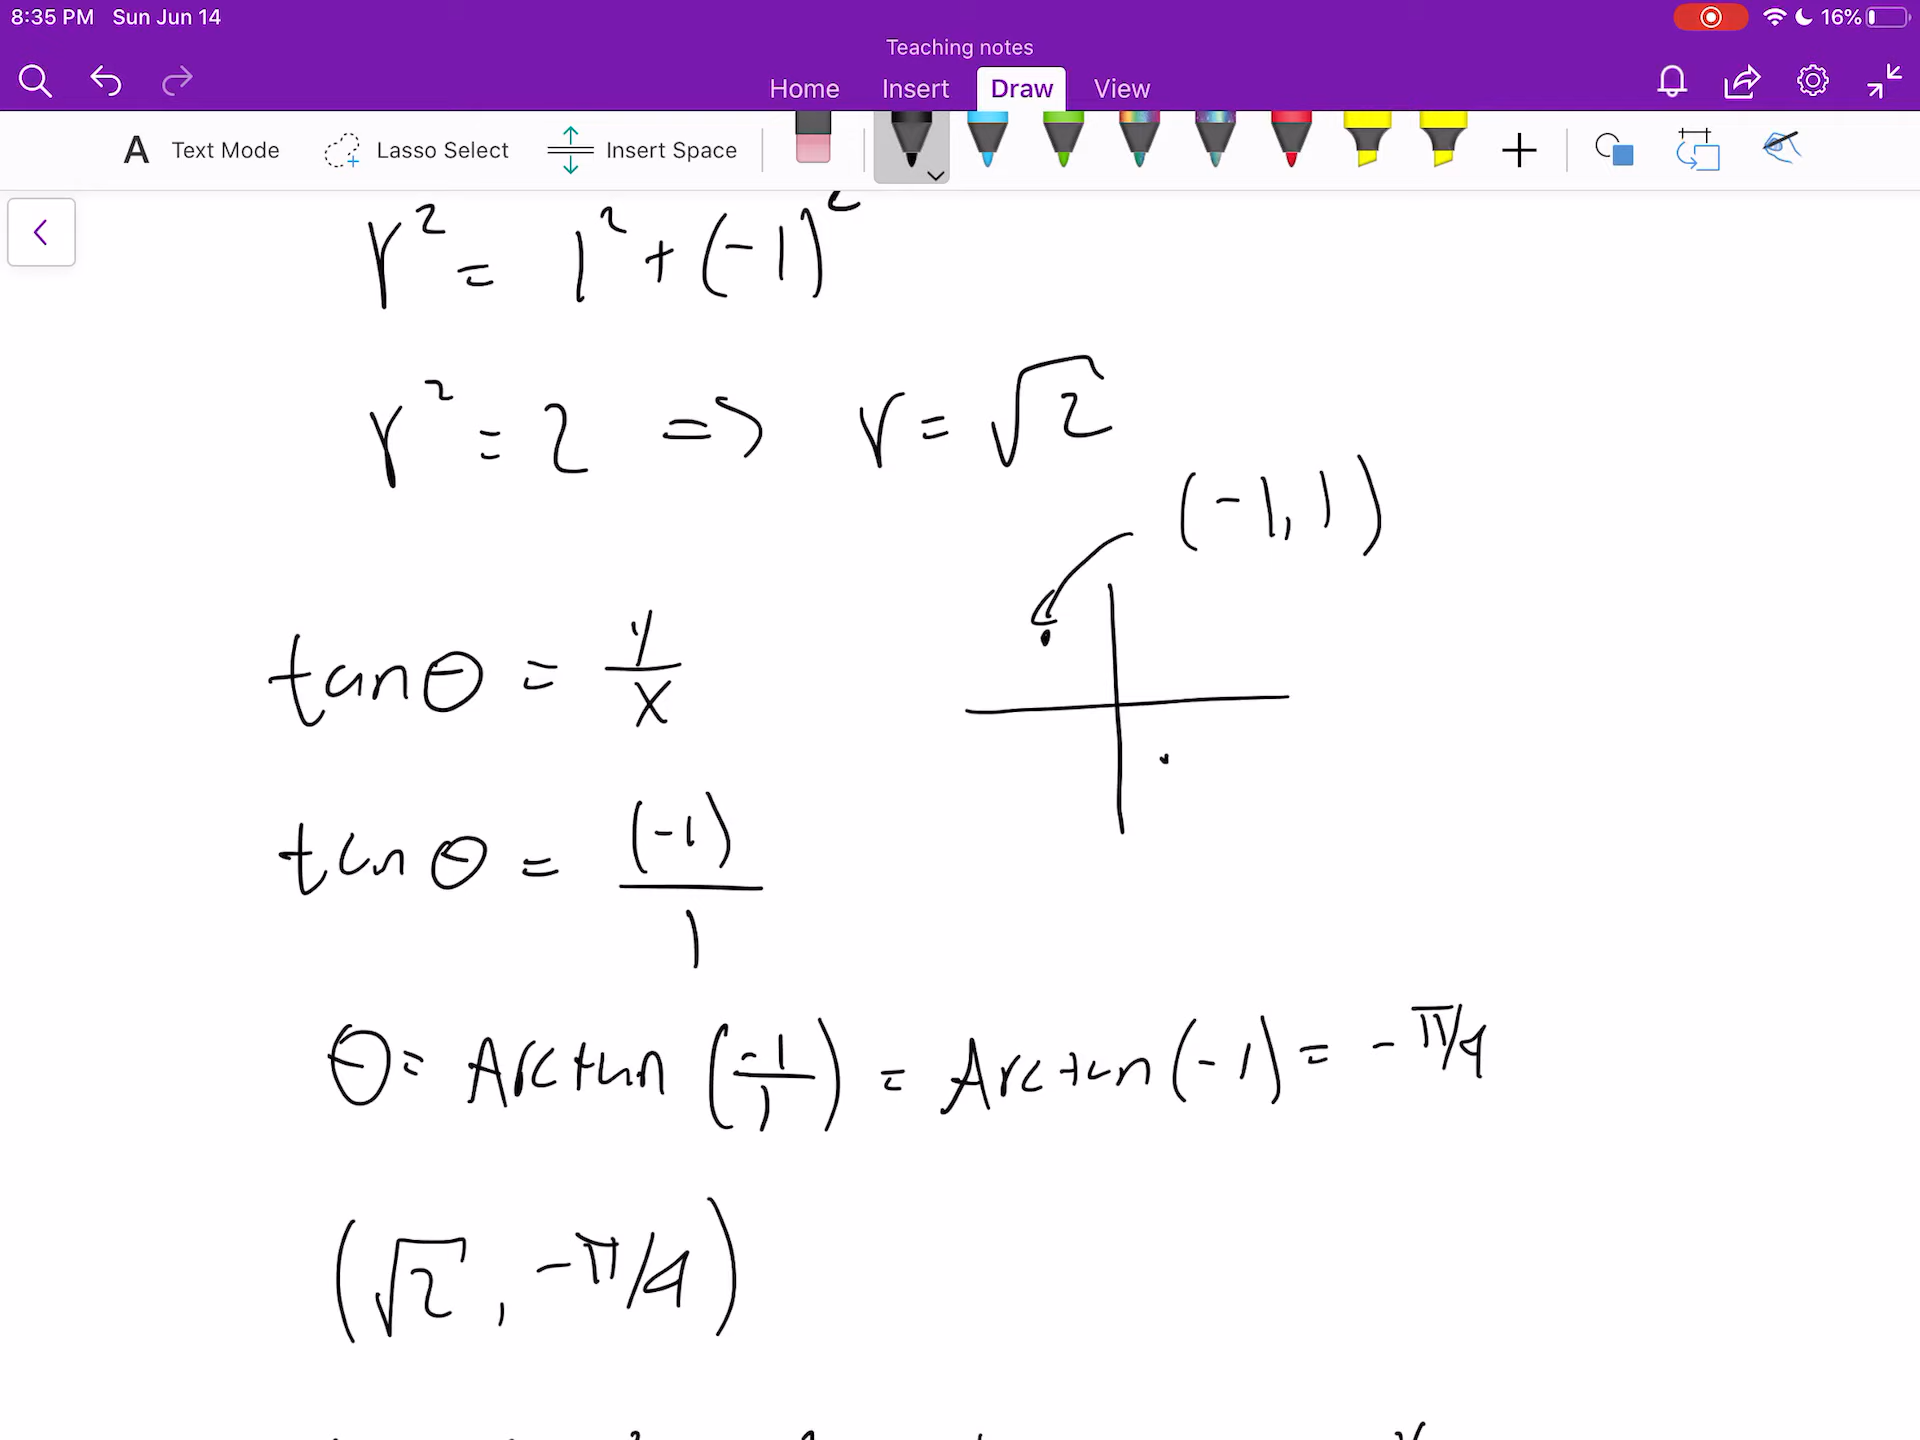 8:35 PM Sun Jun 14
16%
Teaching notes
Home Insert Draw View
A Text Mode Lasso Select Insert Space
r² = 1² + (-1)²
r² = 2 => r = √2
(-1, 1)
tanθ = y/x
tanθ = (-1)/1
θ = Arctan (-1/1) = Arctan (-1) = -π/4
(√2, -π/4)